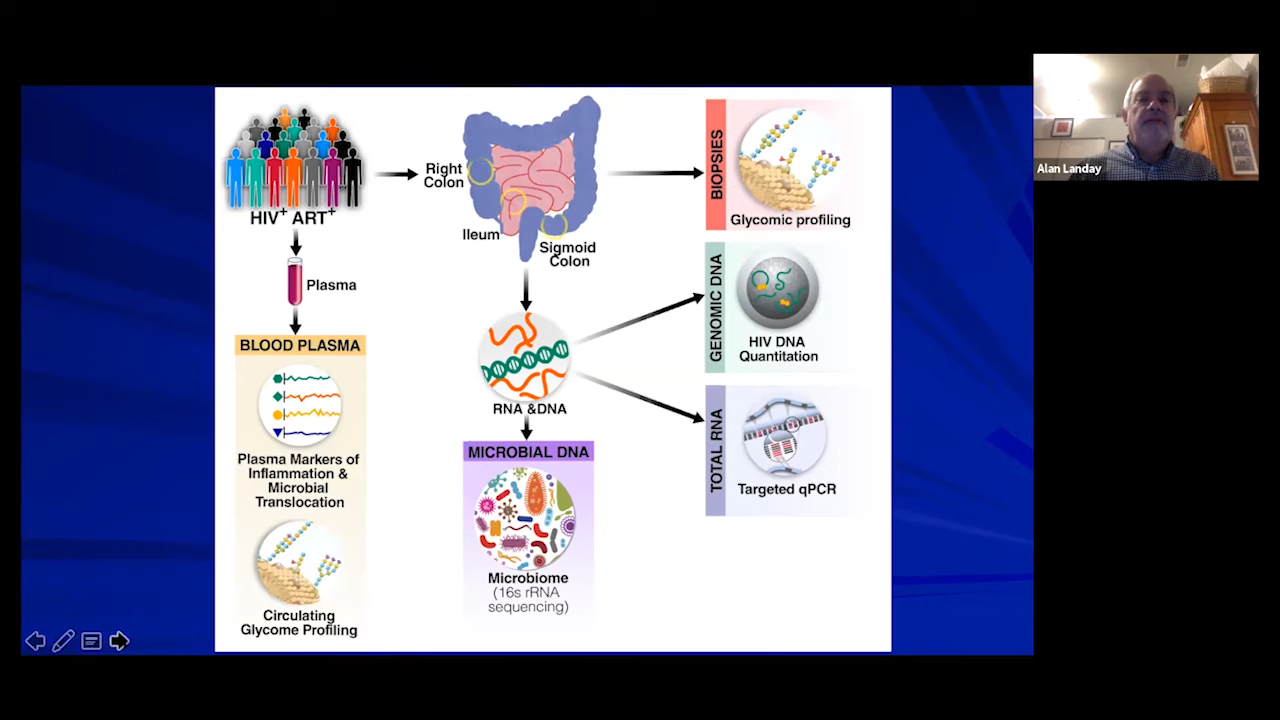 HIV+ ART+
Plasma
BLOOD PLASMA
Plasma Markers of
Inflammation &
Microbial
Translocation
Circulating
Glycome Profiling
Right
Colon
Ileum
Sigmoid
Colon
RNA &DNA
MICROBIAL DNA
Microbiome
(16s rRNA
sequencing)
BIOPSIES
Glycomic profiling
GENOMIC DNA
HIV DNA
Quantitation
TOTAL RNA
Targeted qPCR
Alan Landay